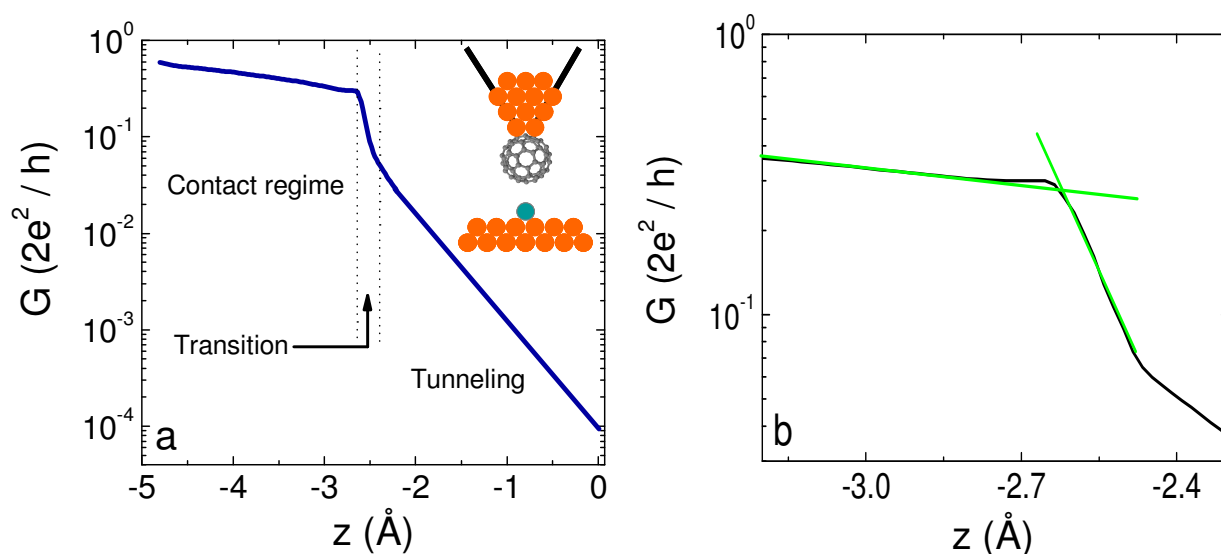 10^0
10^-1
10^-2
10^-3
10^-4
G (2e^2 / h)
Contact regime
Transition
Tunneling
a
-5 -4 -3 -2 -1 0
z (Å)
10^0
10^-1
G (2e^2 / h)
b
-3.0 -2.7 -2.4
z (Å)